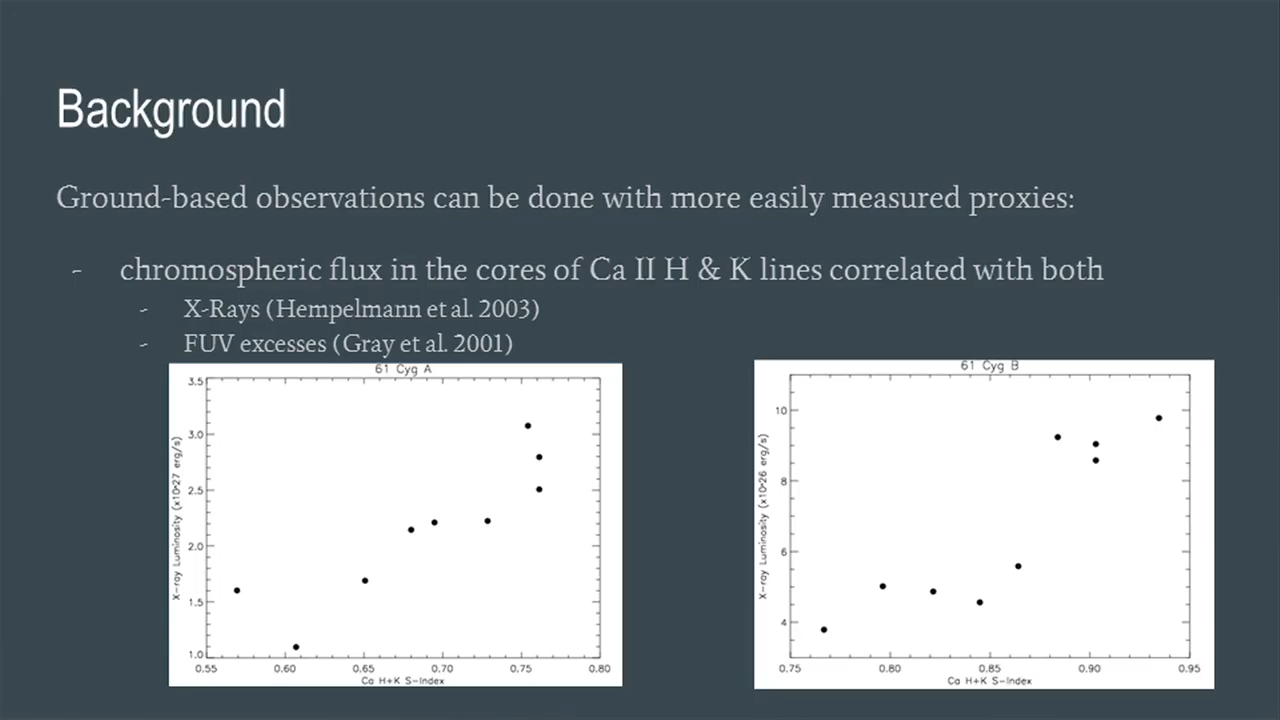 Background
Ground-based observations can be done with more easily measured proxies:
- chromospheric flux in the cores of Ca II H & K lines correlated with both
- X-Rays (Hempelmann et al. 2003)
- FUV excesses (Gray et al. 2001)
61 Cyg A
3.5
3.0
2.5
2.0
1.5
1.0
X-ray Luminosity (x10^27 erg/s)
0.55 0.60 0.65 0.70 0.75 0.80
Ca H+K S-Index
61 Cyg B
10
8
6
4
X-ray Luminosity (x10^26 erg/s)
0.75 0.80 0.85 0.90 0.95
Ca H+K S-Index